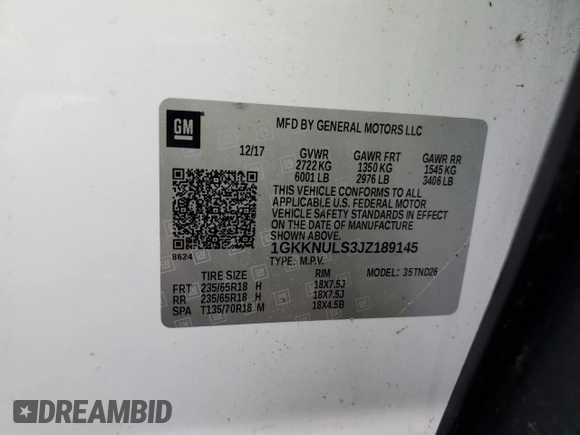 GM
MFD BY GENERAL MOTORS LLC
12/17 GVWR GAWR FRT GAWR RR
2722 KG 1350 KG 1545 KG
6001 LB 2976 LB 3406 LB
THIS VEHICLE CONFORMS TO ALL
APPLICABLE U.S. FEDERAL MOTOR
VEHICLE SAFETY STANDARDS IN EFFECT
ON THE DATE OF MANUFACTURE
SHOWN ABOVE.
1GKKNULS3JZ189145
8624
TYPE: M.P.V. MODEL: 35TND26
TIRE SIZE RIM
FRT 235/65R18 H 18X7.5J
RR 235/65R18 H 18X7.5J
SPA T135/70R18 M 18X4.5B
DREAMBID